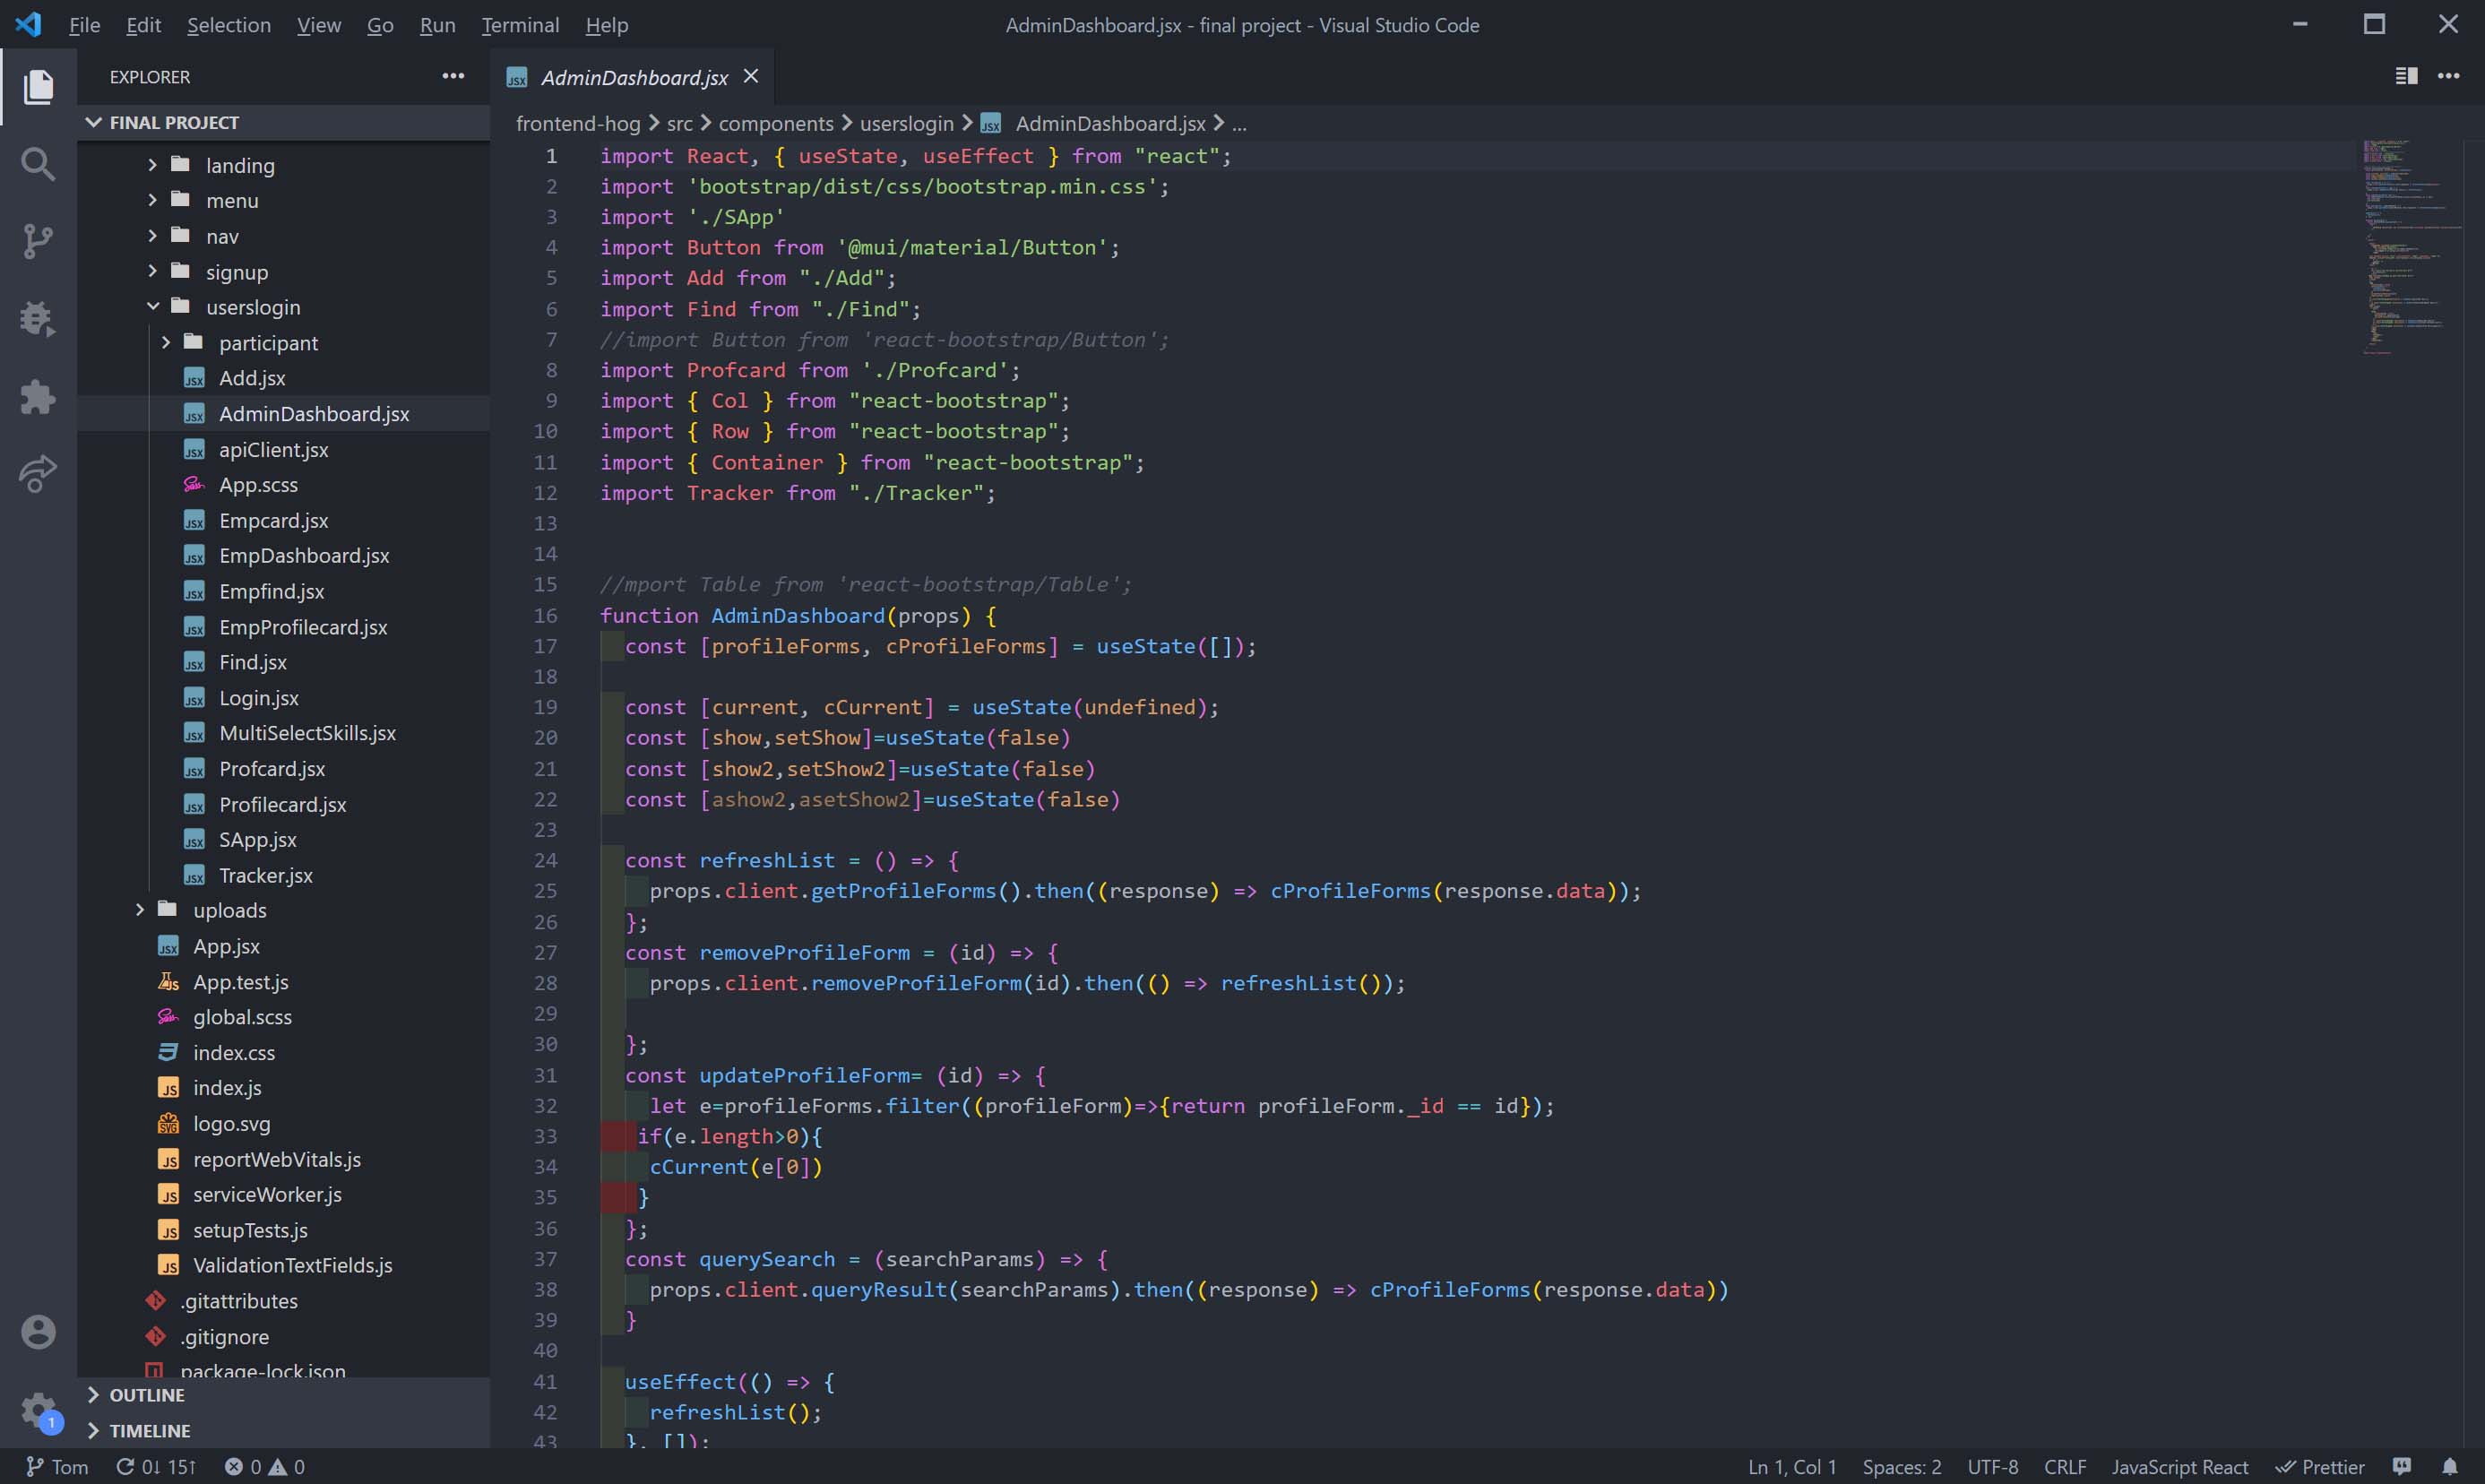 File Edit Selection View Go Run Terminal Help
AdminDashboard.jsx - final project - Visual Studio Code
EXPLORER
FINAL PROJECT
landing
menu
nav
signup
userslogin
participant
Add.jsx
AdminDashboard.jsx
apiClient.jsx
App.scss
Empcard.jsx
EmpDashboard.jsx
Empfind.jsx
EmpProfilecard.jsx
Find.jsx
Login.jsx
MultiSelectSkills.jsx
Profcard.jsx
Profilecard.jsx
SApp.jsx
Tracker.jsx
uploads
App.jsx
App.test.js
global.scss
index.css
index.js
logo.svg
reportWebVitals.js
serviceWorker.js
setupTests.js
ValidationTextFields.js
.gitattributes
.gitignore
package-lock.json
OUTLINE
TIMELINE
AdminDashboard.jsx
frontend-hog > src > components > userslogin > AdminDashboard.jsx > ...
1 import React, { useState, useEffect } from "react";
2 import 'bootstrap/dist/css/bootstrap.min.css';
3 import './SApp'
4 import Button from '@mui/material/Button';
5 import Add from "./Add";
6 import Find from "./Find";
7 //import Button from 'react-bootstrap/Button';
8 import Profcard from './Profcard';
9 import { Col } from "react-bootstrap";
10 import { Row } from "react-bootstrap";
11 import { Container } from "react-bootstrap";
12 import Tracker from "./Tracker";
13
14
15 //mport Table from 'react-bootstrap/Table';
16 function AdminDashboard(props) {
17 const [profileForms, cProfileForms] = useState([]);
18
19 const [current, cCurrent] = useState(undefined);
20 const [show,setShow]=useState(false)
21 const [show2,setShow2]=useState(false)
22 const [ashow2,asetShow2]=useState(false)
23
24 const refreshList = () => {
25 props.client.getProfileForms().then((response) => cProfileForms(response.data));
26 };
27 const removeProfileForm = (id) => {
28 props.client.removeProfileForm(id).then(() => refreshList());
29
30 };
31 const updateProfileForm= (id) => {
32 let e=profileForms.filter((profileForm)=>{return profileForm._id == id});
33 if(e.length>0){
34 cCurrent(e[0])
35 }
36 };
37 const querySearch = (searchParams) => {
38 props.client.queryResult(searchParams).then((response) => cProfileForms(response.data))
39 }
40
41 useEffect(() => {
42 refreshList();
43 }, []);
1
Tom 0↓ 15↑ 0 0
Ln 1, Col 1 Spaces: 2 UTF-8 CRLF JavaScript React Prettier